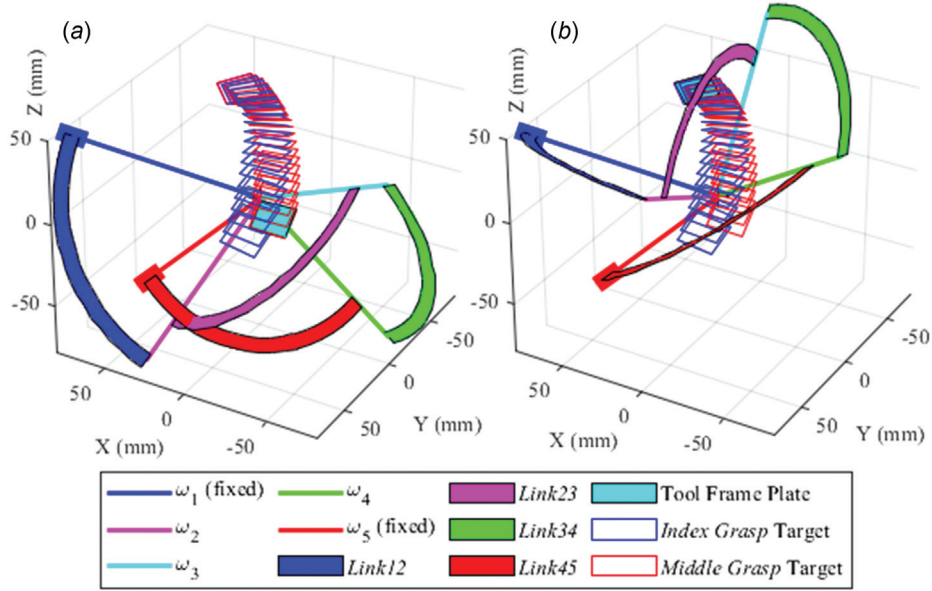 (a)
(b)
Z (mm)
50
0
-50
50
0
-50
X (mm)
50
0
-50
Y (mm)
Z (mm)
50
0
-50
50
0
-50
X (mm)
50
0
-50
Y (mm)
ω1 (fixed)
ω2
ω3
ω4
ω5 (fixed)
Link12
Link23
Link34
Link45
Tool Frame Plate
Index Grasp Target
Middle Grasp Target